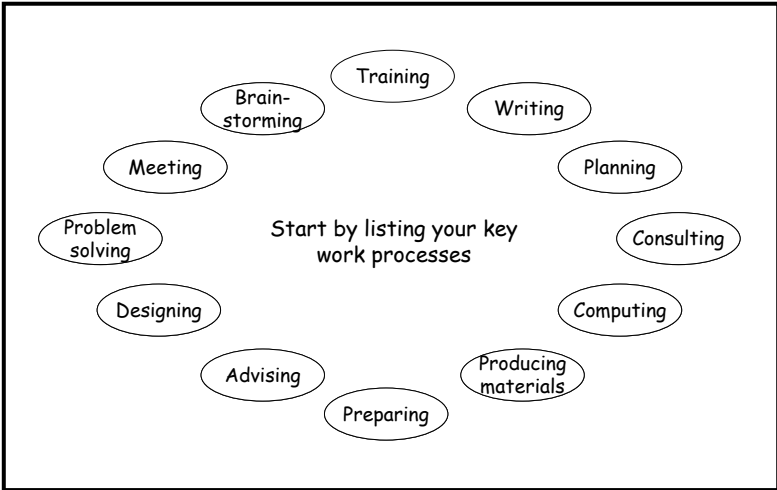 Training
Brain-
storming
Writing
Meeting
Planning
Problem
solving
Start by listing your key
work processes
Consulting
Designing
Computing
Advising
Producing
materials
Preparing